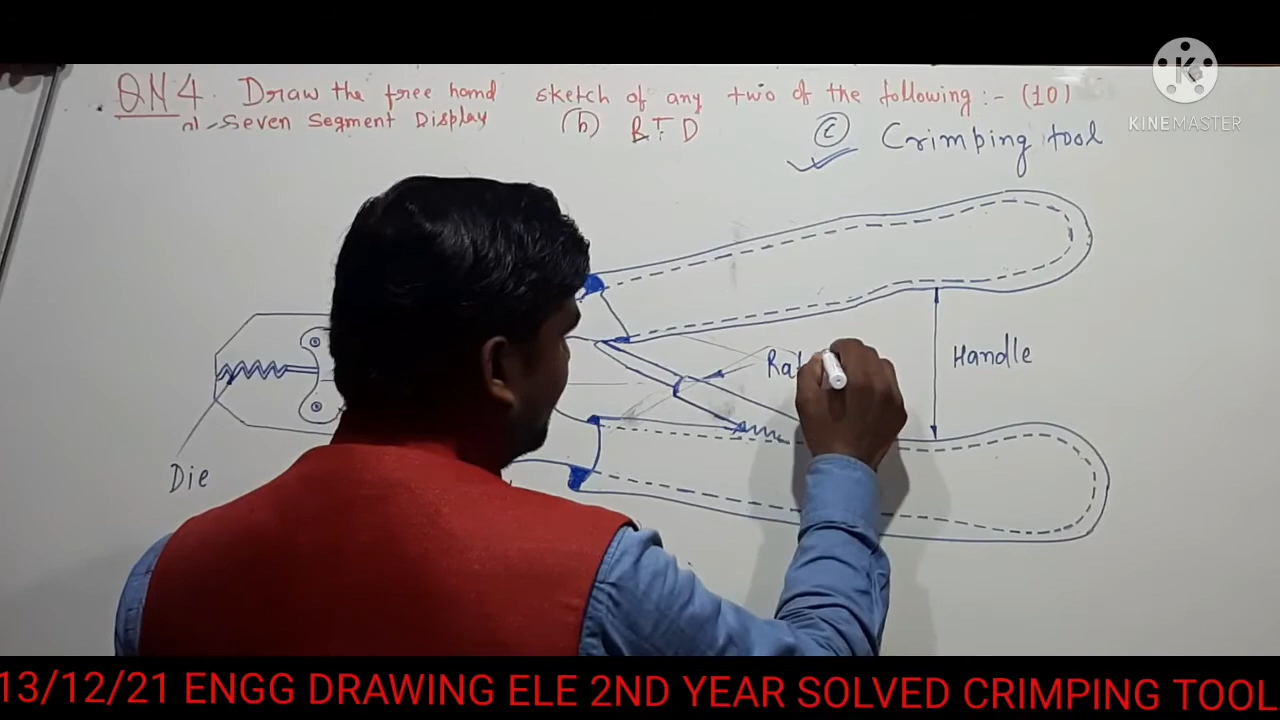 QN 4. Draw the free hand sketch of any two of the following :- (10)
a) - Seven Segment Display (b) R.T.D (c) Crimping tool
K
KINEMASTER
Handle
Die
13/12/21 ENGG DRAWING ELE 2ND YEAR SOLVED CRIMPING TOOL